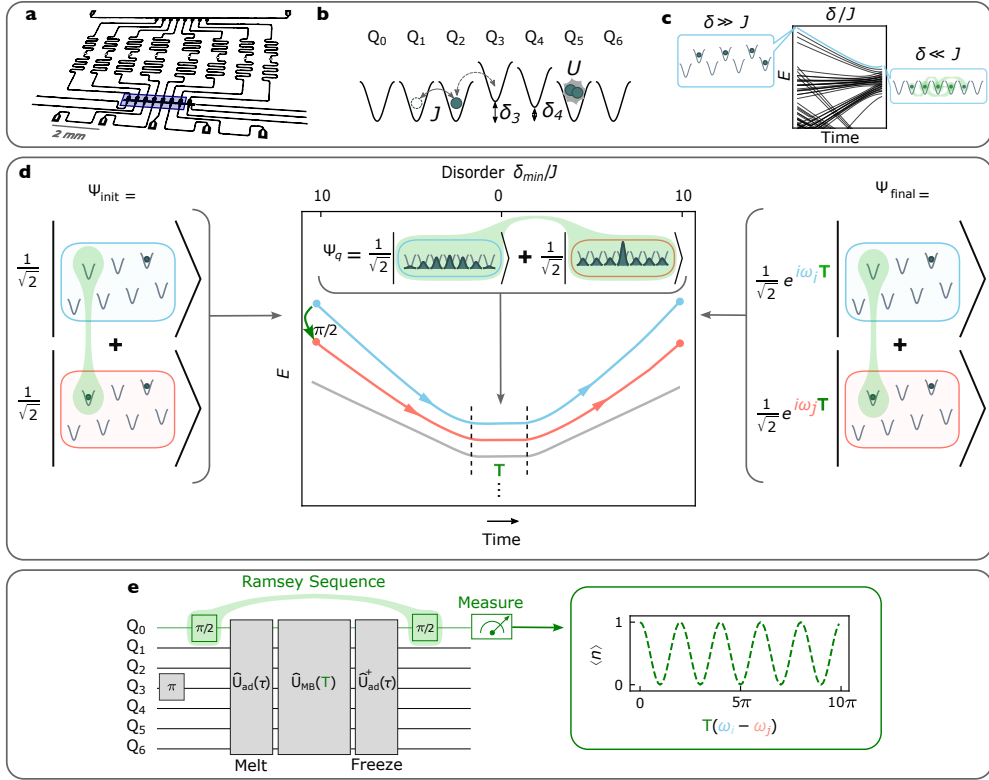 a
2 mm
b
Q₀ Q₁ Q₂ Q₃ Q₄ Q₅ Q₆
U
J
δ₃
δ₄
c
δ ≫ J
δ/J
δ ≪ J
E
Time
d
Ψinit =
1/√2
+
1/√2
Disorder δmin/J
10 0 10
Ψq = 1/√2 + 1/√2
π/2
E
T
...
Time
Ψfinal =
1/√2 e^iωᵢT
+
1/√2 e^iωⱼT
e
Ramsey Sequence
Measure
Q₀ π/2 π/2
Q₁
Q₂
Q₃ π Ûad(τ) ÛMB(T) Û⁺ad(τ)
Q₄
Q₅
Q₆
Melt Freeze
⟨n⟩
1
0
0 5π 10π
T(ωᵢ − ωⱼ)